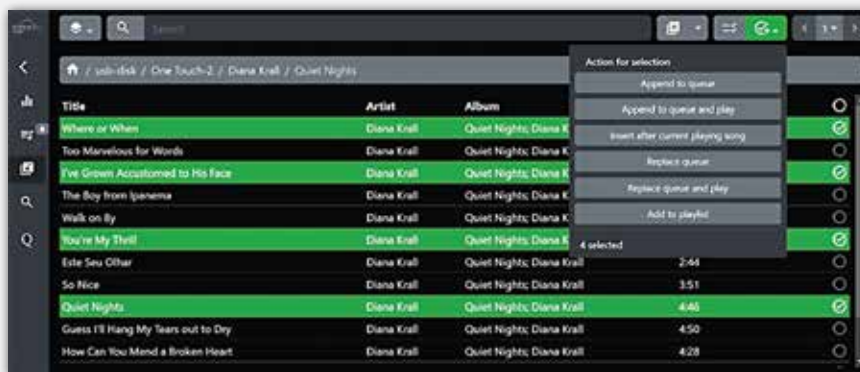 Search
1
/ usb-disk / One Touch-2 / Diana Krall / Quiet Nights
Action for selection
Append to queue
Append to queue and play
Insert after current playing song
Replace queue
Replace queue and play
Add to playlist
4 selected
Title Artist Album
Where or When Diana Krall Quiet Nights; Diana K
Too Marvelous for Words Diana Krall Quiet Nights; Diana K
I've Grown Accustomed to His Face Diana Krall Quiet Nights; Diana K
The Boy from Ipanema Diana Krall Quiet Nights; Diana K
Walk on By Diana Krall Quiet Nights; Diana K
You're My Thrill Diana Krall Quiet Nights; Diana K
Este Seu Olhar Diana Krall Quiet Nights; Diana Krall 2:44
So Nice Diana Krall Quiet Nights; Diana Krall 3:51
Quiet Nights Diana Krall Quiet Nights; Diana Krall 4:46
Guess I'll Hang My Tears out to Dry Diana Krall Quiet Nights; Diana Krall 4:50
How Can You Mend a Broken Heart Diana Krall Quiet Nights; Diana Krall 4:28